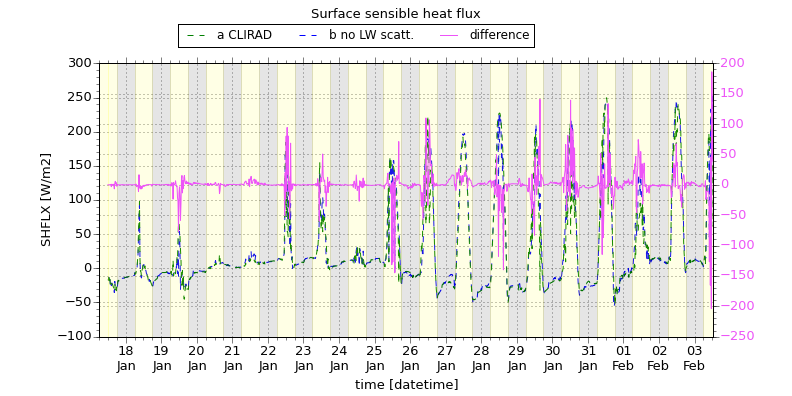 Surface sensible heat flux
a CLIRAD b no LW scatt. difference
300 200
250 150
200 100
150 50
100 0
50 −50
0 −100
−50 −150
−100 −200
−250
SHFLX [W/m2]
18 19 20 21 22 23 24 25 26 27 28 29 30 31 01 02 03
Jan Jan Jan Jan Jan Jan Jan Jan Jan Jan Jan Jan Jan Jan Feb Feb Feb
time [datetime]